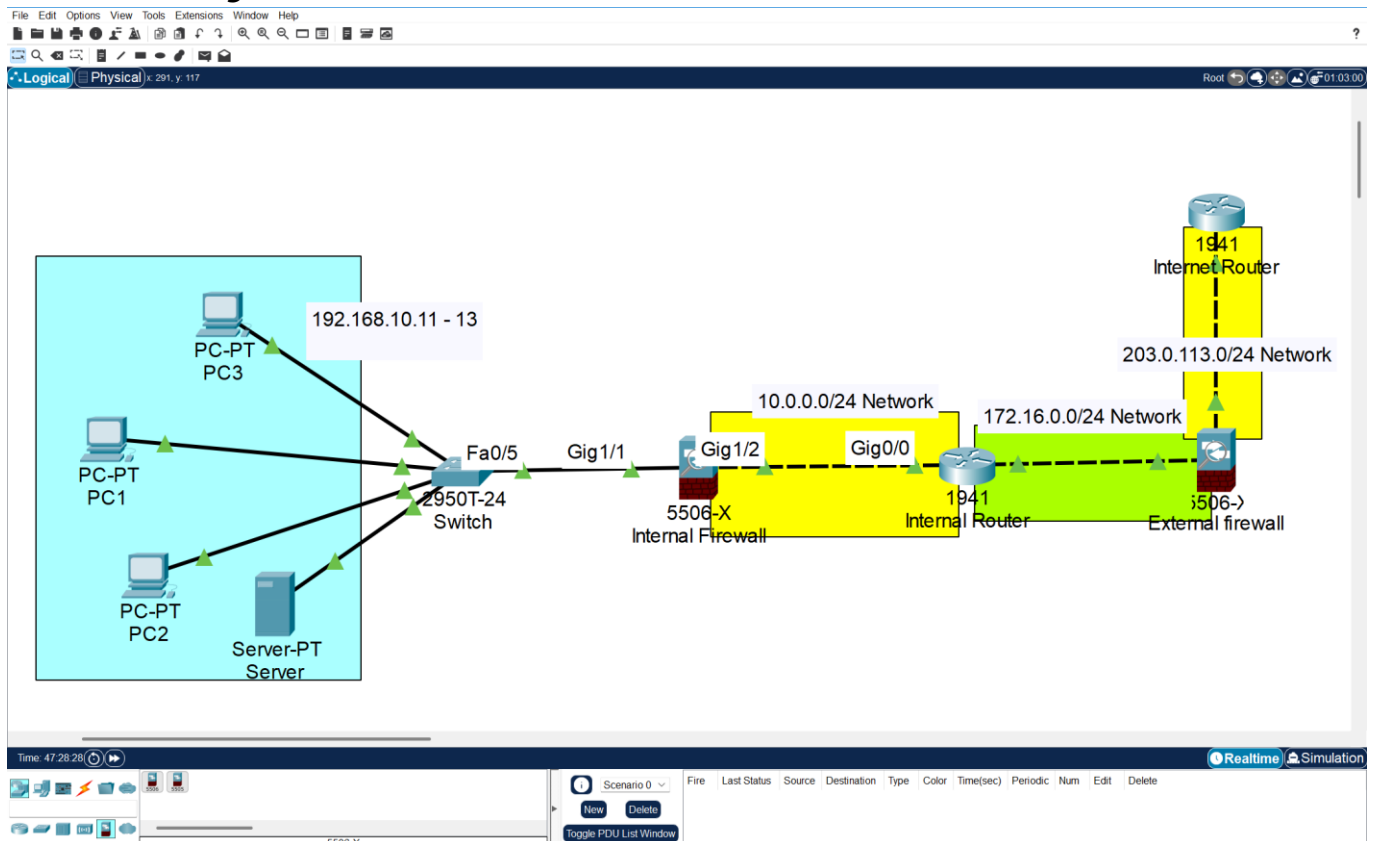 File Edit Options View Tools Extensions Window Help
?
Logical Physical x: 291, y: 117 Root 01:03:00
1941
Internet Router
192.168.10.11 - 13
PC-PT
PC3
203.0.113.0/24 Network
10.0.0.0/24 Network
172.16.0.0/24 Network
Fa0/5 Gig1/1 Gig1/2 Gig0/0
PC-PT
PC1
2950T-24
Switch
5506-X
Internal Firewall
1941
Internal Router
5506-X
External firewall
PC-PT
PC2
Server-PT
Server
Time: 47:28:28 Realtime Simulation
Scenario 0 Fire Last Status Source Destination Type Color Time(sec) Periodic Num Edit Delete
5506 5505
New Delete
Toggle PDU List Window